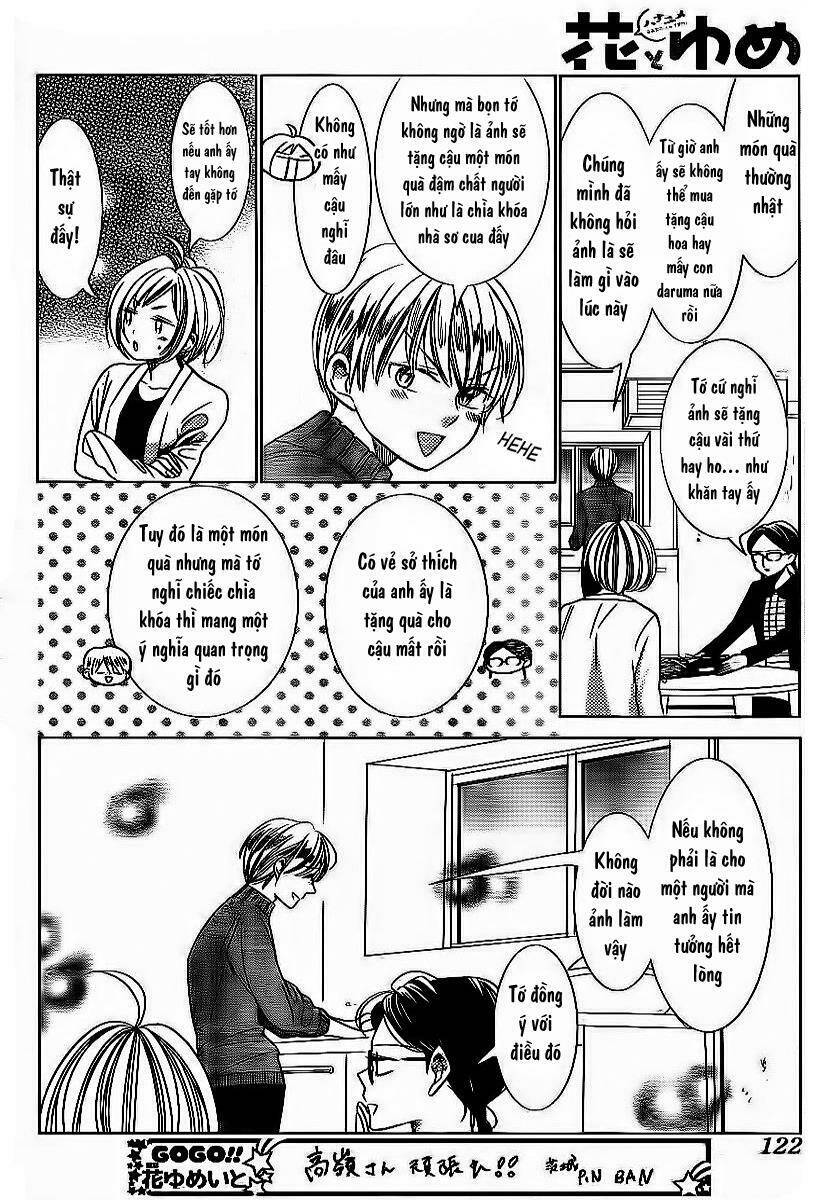 ハナユメ
花とゆめ
Những
món quà
thường
nhật
Từ giờ anh
ấy sẽ không
thể mua
tặng cậu
hoa hay
mấy con
daruma nữa
rồi
Chúng
mình đã
không hỏi
ảnh là sẽ
làm gì vào
lúc này
Tớ cứ nghĩ
ảnh sẽ tặng
cậu vài thứ
hay ho... như
khăn tay ấy
Nhưng mà bọn tớ
không ngờ là ảnh sẽ
tặng cậu một món
quà đậm chất người
lớn như là chìa khóa
nhà sơ cua đấy
Không
có như
mấy
cậu
nghĩ
đâu
HEHE
Sẽ tốt hơn
nếu anh ấy
tay không
đến gặp tớ
Thật
sự
đấy!
Có vẻ sở thích
của anh ấy là
tặng quà cho
cậu mất rồi
Tuy đó là một món
quà nhưng mà tớ
nghĩ chiếc chìa
khóa thì mang một
ý nghĩa quan trọng
gì đó
Nếu không
phải là cho
một người mà
anh ấy tin
tưởng hết
lòng
Không
đời nào
ảnh làm
vậy
Tớ đồng
ý với
điều đó
122
GOGO!!
花ゆめいと
高嶺さん 頑張れ!! 茨城 PiN BAN